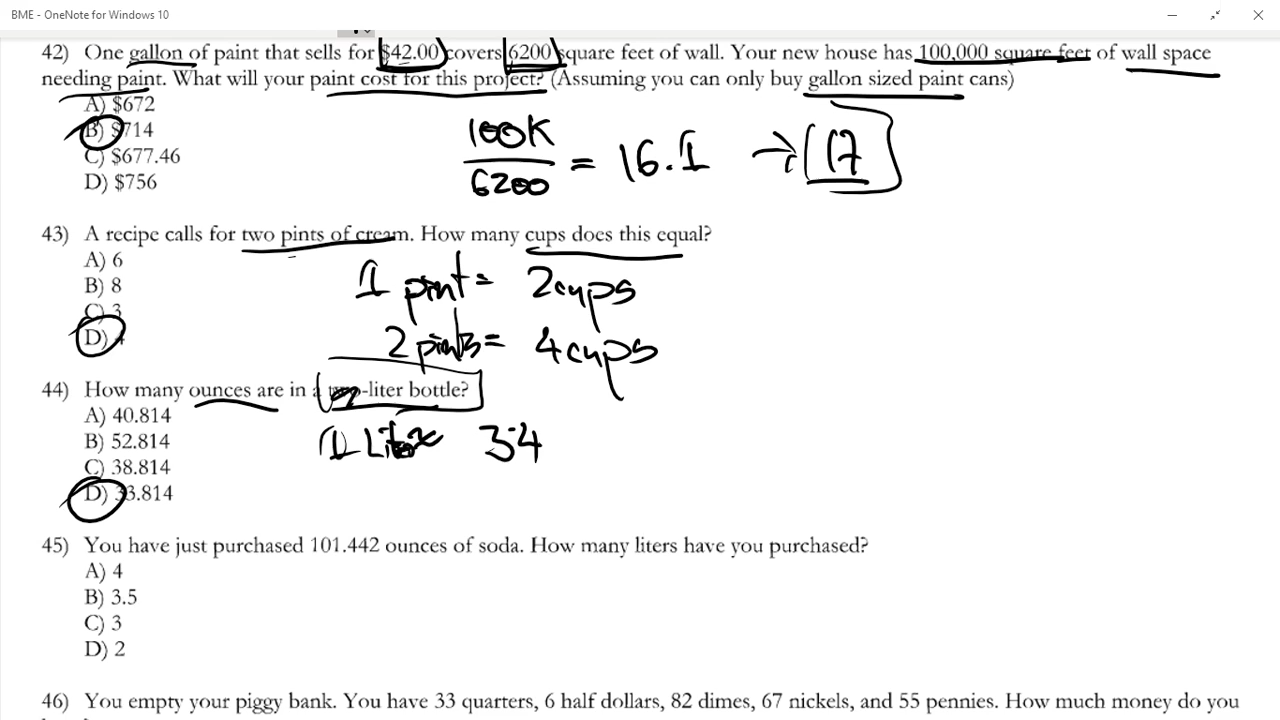 BME - OneNote for Windows 10
42) One gallon of paint that sells for $42.00 covers 6200 square feet of wall. Your new house has 100,000 square feet of wall space
needing paint. What will your paint cost for this project? (Assuming you can only buy gallon sized paint cans)
A) $672
B) $714
C) $677.46
D) $756
100K
6200
= 16.1 → 17
43) A recipe calls for two pints of cream. How many cups does this equal?
A) 6
B) 8
C) 3
D) 4
1 pint = 2 cups
2 pints = 4 cups
44) How many ounces are in a -liter bottle?
A) 40.814
B) 52.814
C) 38.814
D) 33.814
1 Liter 34
45) You have just purchased 101.442 ounces of soda. How many liters have you purchased?
A) 4
B) 3.5
C) 3
D) 2
46) You empty your piggy bank. You have 33 quarters, 6 half dollars, 82 dimes, 67 nickels, and 55 pennies. How much money do you